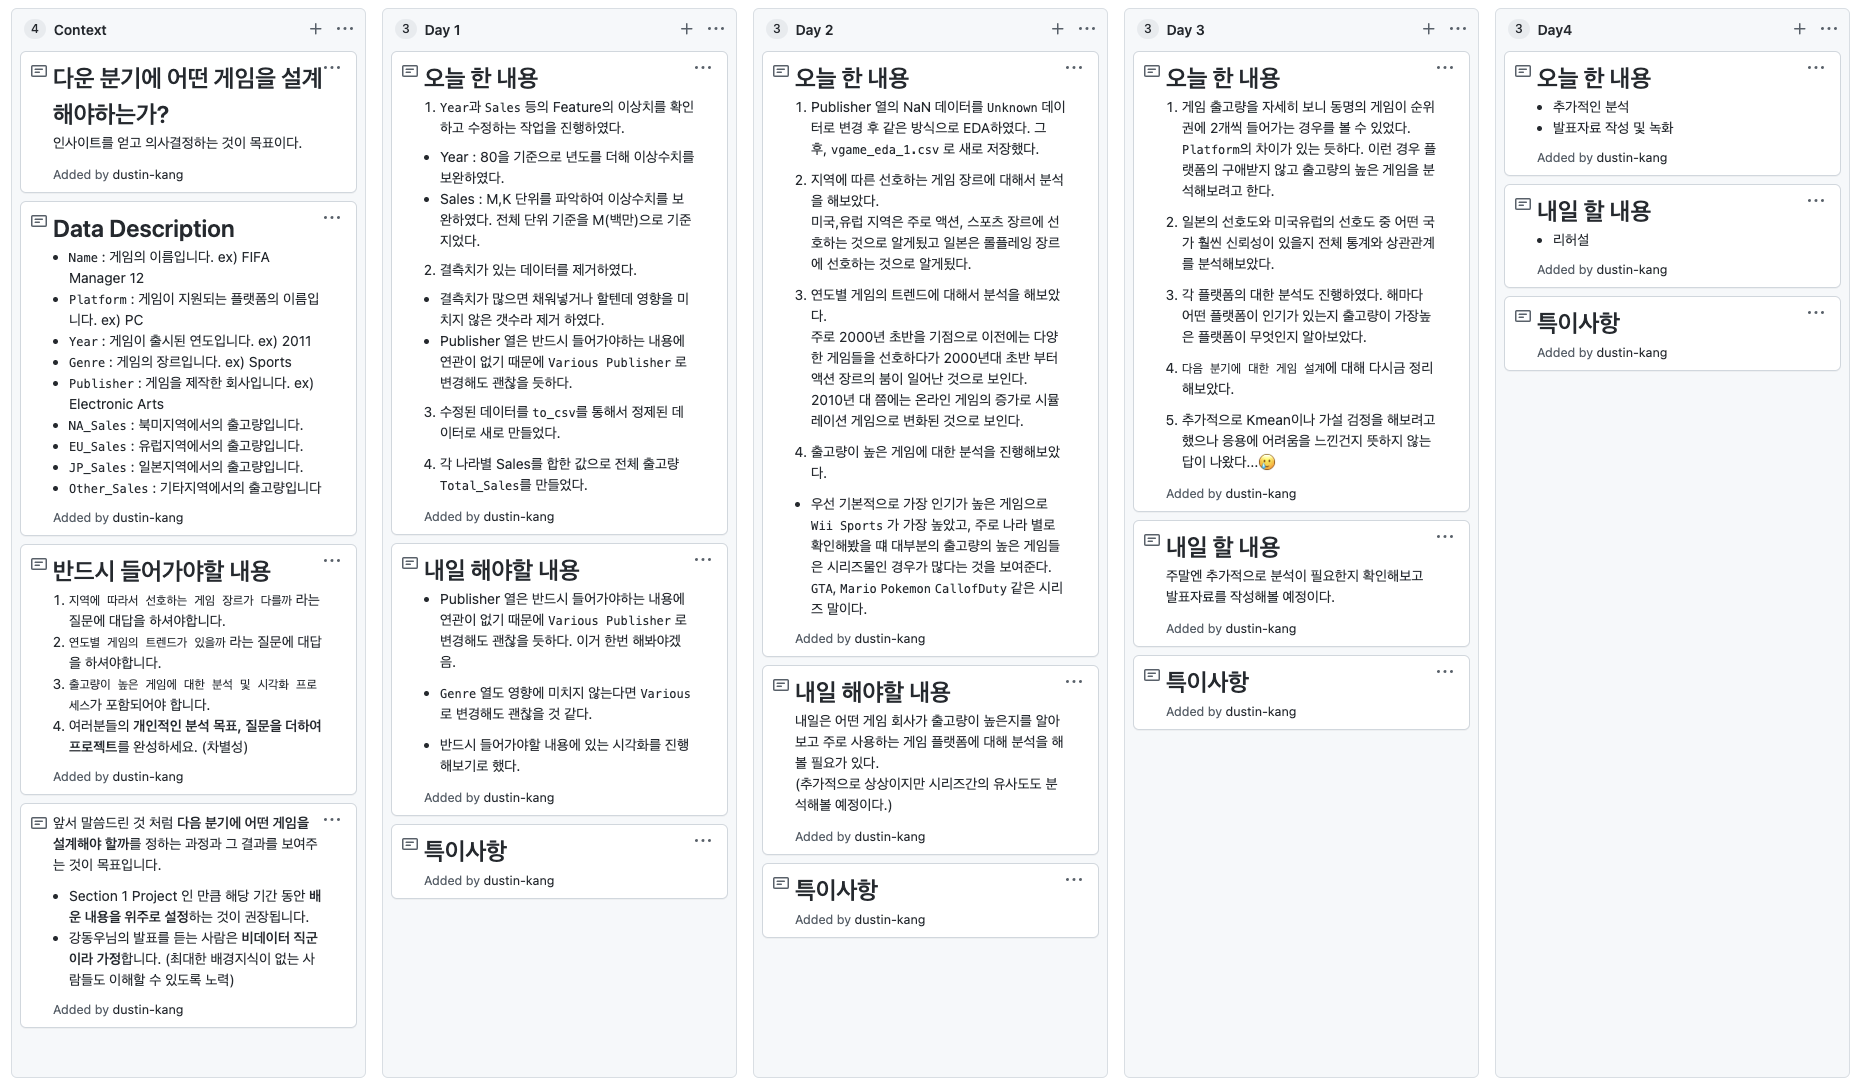 4 Context
다운 분기에 어떤 게임을 설계
해야하는가?
인사이트를 얻고 의사결정하는 것이 목표이다.
Added by dustin-kang
Data Description
Name : 게임의 이름입니다. ex) FIFA
Manager 12
Platform : 게임이 지원되는 플랫폼의 이름입
니다. ex) PC
Year : 게임이 출시된 연도입니다. ex) 2011
Genre : 게임의 장르입니다. ex) Sports
Publisher : 게임을 제작한 회사입니다. ex)
Electronic Arts
NA_Sales : 북미지역에서의 출고량입니다.
EU_Sales : 유럽지역에서의 출고량입니다.
JP_Sales : 일본지역에서의 출고량입니다.
Other_Sales : 기타지역에서의 출고량입니다
Added by dustin-kang
반드시 들어가야할 내용
1. 지역에 따라서 선호하는 게임 장르가 다를까 라는
질문에 대답을 하셔야합니다.
2. 연도별 게임의 트렌드가 있을까 라는 질문에 대답
을 하셔야합니다.
3. 출고량이 높은 게임에 대한 분석 및 시각화 프로
세스가 포함되어야 합니다.
4. 여러분들의 개인적인 분석 목표, 질문을 더하여
프로젝트를 완성하세요. (차별성)
Added by dustin-kang
앞서 말씀드린 것 처럼 다음 분기에 어떤 게임을
설계해야 할까를 정하는 과정과 그 결과를 보여주
는 것이 목표입니다.
Section 1 Project 인 만큼 해당 기간 동안 배
운 내용을 위주로 설정하는 것이 권장됩니다.
강동우님의 발표를 듣는 사람은 비데이터 직군
이라 가정합니다. (최대한 배경지식이 없는 사
람들도 이해할 수 있도록 노력)
Added by dustin-kang
3 Day 1
오늘 한 내용
1. Year과 Sales 등의 Feature의 이상치를 확인
하고 수정하는 작업을 진행하였다.
Year : 80을 기준으로 년도를 더해 이상수치를
보완하였다.
Sales : M,K 단위를 파악하여 이상수치를 보
완하였다. 전체 단위 기준을 M(백만)으로 기준
지었다.
2. 결측치가 있는 데이터를 제거하였다.
결측치가 많으면 채워넣거나 할텐데 영향을 미
치지 않은 갯수라 제거 하였다.
Publisher 열은 반드시 들어가야하는 내용에
연관이 없기 때문에 Various Publisher 로
변경해도 괜찮을 듯하다.
3. 수정된 데이터를 to_csv를 통해서 정제된 데
이터로 새로 만들었다.
4. 각 나라별 Sales를 합한 값으로 전체 출고량
Total_Sales를 만들었다.
Added by dustin-kang
내일 해야할 내용
Publisher 열은 반드시 들어가야하는 내용에
연관이 없기 때문에 Various Publisher 로
변경해도 괜찮을 듯하다. 이거 한번 해봐야겠
음.
Genre 열도 영향에 미치지 않는다면 Various
로 변경해도 괜찮을 것 같다.
반드시 들어가야할 내용에 있는 시각화를 진행
해보기로 했다.
Added by dustin-kang
특이사항
Added by dustin-kang
3 Day 2
오늘 한 내용
1. Publisher 열의 NaN 데이터를 Unknown 데이
터로 변경 후 같은 방식으로 EDA하였다. 그
후, vgame_eda_1.csv 로 새로 저장했다.
2. 지역에 따른 선호하는 게임 장르에 대해서 분석
을 해보았다.
미국,유럽 지역은 주로 액션, 스포츠 장르에 선
호하는 것으로 알게됬고 일본은 롤플레잉 장르
에 선호하는 것으로 알게됬다.
3. 연도별 게임의 트렌드에 대해서 분석을 해보았
다.
주로 2000년 초반을 기점으로 이전에는 다양
한 게임들을 선호하다가 2000년대 초반 부터
액션 장르의 붐이 일어난 것으로 보인다.
2010년 대 쯤에는 온라인 게임의 증가로 시뮬
레이션 게임으로 변화된 것으로 보인다.
4. 출고량이 높은 게임에 대한 분석을 진행해보았
다.
우선 기본적으로 가장 인기가 높은 게임으로
Wii Sports 가 가장 높았고, 주로 나라 별로
확인해봤을 떄 대부분의 출고량의 높은 게임들
은 시리즈물인 경우가 많다는 것을 보여준다.
GTA, Mario Pokemon CallofDuty 같은 시리
즈 말이다.
Added by dustin-kang
내일 해야할 내용
내일은 어떤 게임 회사가 출고량이 높은지를 알아
보고 주로 사용하는 게임 플랫폼에 대해 분석을 해
볼 필요가 있다.
(추가적으로 상상이지만 시리즈간의 유사도도 분
석해볼 예정이다.)
Added by dustin-kang
특이사항
Added by dustin-kang
3 Day 3
오늘 한 내용
1. 게임 출고량을 자세히 보니 동명의 게임이 순위
권에 2개씩 들어가는 경우를 볼 수 있었다.
Platform의 차이가 있는 듯하다. 이런 경우 플
랫폼의 구애받지 않고 출고량의 높은 게임을 분
석해보려고 한다.
2. 일본의 선호도와 미국유럽의 선호도 중 어떤 국
가 훨씬 신뢰성이 있을지 전체 통계와 상관관계
를 분석해보았다.
3. 각 플랫폼의 대한 분석도 진행하였다. 해마다
어떤 플랫폼이 인기가 있는지 출고량이 가장높
은 플랫폼이 무엇인지 알아보았다.
4. 다음 분기에 대한 게임 설계에 대해 다시금 정리
해보았다.
5. 추가적으로 Kmean이나 가설 검정을 해보려고
했으나 응용에 어려움을 느낀건지 뜻하지 않는
답이 나왔다...🥲
Added by dustin-kang
내일 할 내용
주말엔 추가적으로 분석이 필요한지 확인해보고
발표자료를 작성해볼 예정이다.
Added by dustin-kang
특이사항
Added by dustin-kang
3 Day4
오늘 한 내용
추가적인 분석
발표자료 작성 및 녹화
Added by dustin-kang
내일 할 내용
리허설
Added by dustin-kang
특이사항
Added by dustin-kang